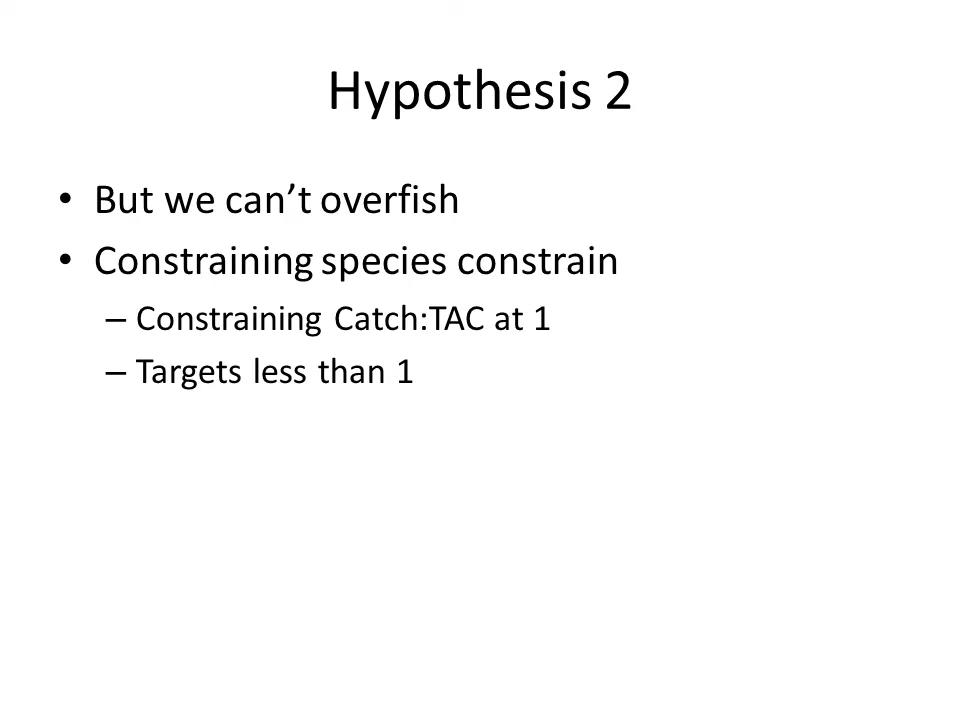 Hypothesis 2
• But we can’t overfish
• Constraining species constrain
– Constraining Catch:TAC at 1
– Targets less than 1